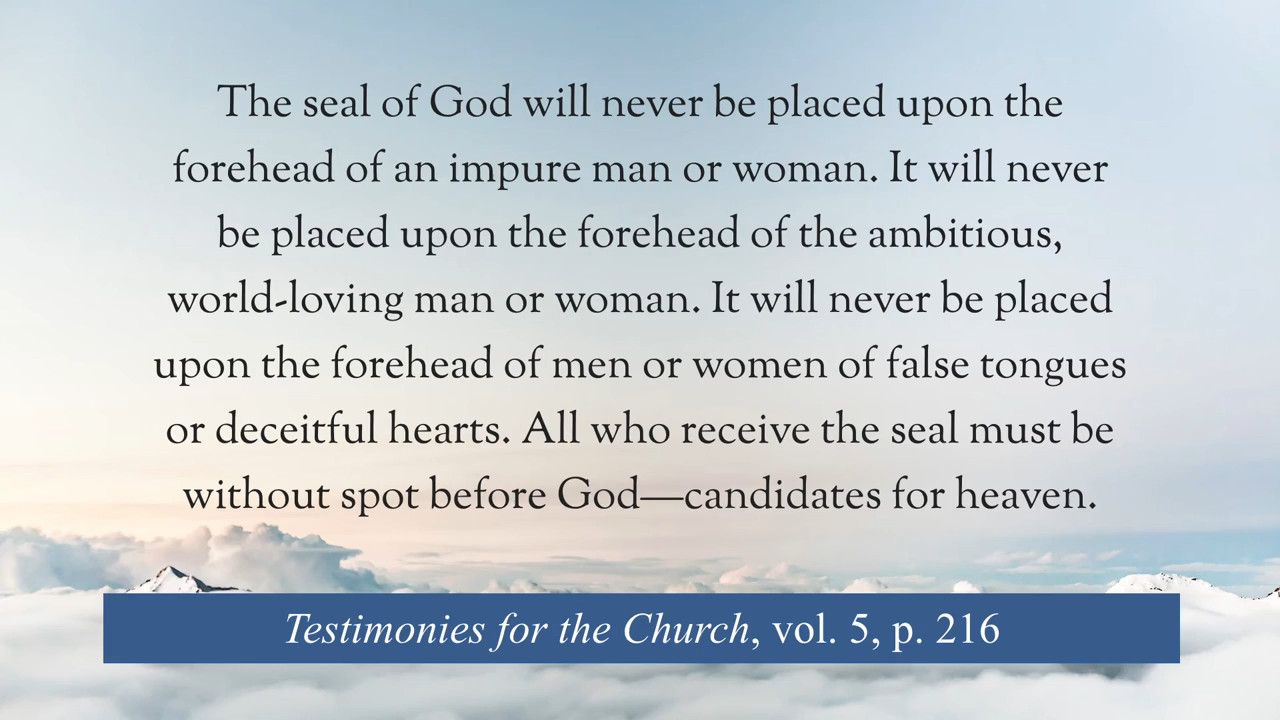 The seal of God will never be placed upon the
forehead of an impure man or woman. It will never
be placed upon the forehead of the ambitious,
world-loving man or woman. It will never be placed
upon the forehead of men or women of false tongues
or deceitful hearts. All who receive the seal must be
without spot before God—candidates for heaven.
Testimonies for the Church, vol. 5, p. 216